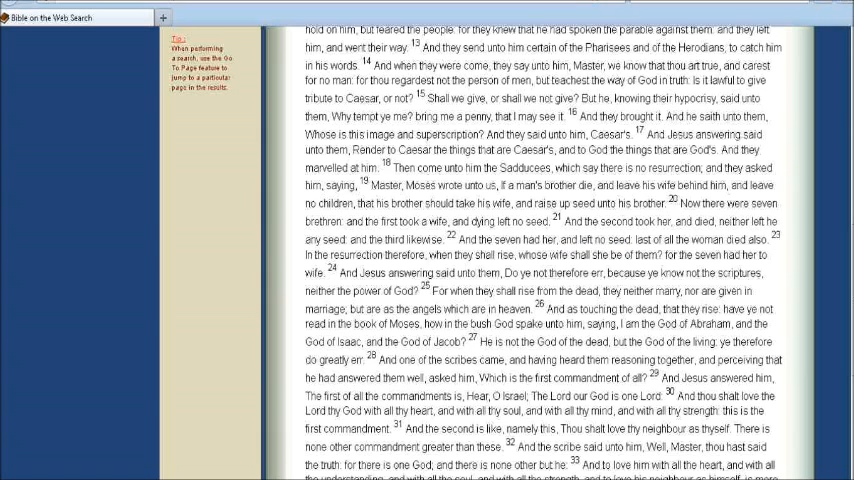 Bible on the Web Search
Tip :
When performing
a search, use the Go
To Page feature to
jump to a particular
page in the results.
hold on him, but feared the people: for they knew that he had spoken the parable against them: and they left
him, and went their way. 13 And they send unto him certain of the Pharisees and of the Herodians, to catch him
in his words. 14 And when they were come, they say unto him, Master, we know that thou art true, and carest
for no man: for thou regardest not the person of men, but teachest the way of God in truth: Is it lawful to give
tribute to Caesar, or not? 15 Shall we give, or shall we not give? But he, knowing their hypocrisy, said unto
them, Why tempt ye me? bring me a penny, that I may see it. 16 And they brought it. And he saith unto them,
Whose is this image and superscription? And they said unto him, Caesar's. 17 And Jesus answering said
unto them, Render to Caesar the things that are Caesar's, and to God the things that are God's. And they
marvelled at him. 18 Then come unto him the Sadducees, which say there is no resurrection; and they asked
him, saying, 19 Master, Moses wrote unto us, If a man's brother die, and leave his wife behind him, and leave
no children, that his brother should take his wife, and raise up seed unto his brother. 20 Now there were seven
brethren: and the first took a wife, and dying left no seed. 21 And the second took her, and died, neither left he
any seed: and the third likewise. 22 And the seven had her, and left no seed: last of all the woman died also. 23
In the resurrection therefore, when they shall rise, whose wife shall she be of them? for the seven had her to
wife. 24 And Jesus answering said unto them, Do ye not therefore err, because ye know not the scriptures,
neither the power of God? 25 For when they shall rise from the dead, they neither marry, nor are given in
marriage; but are as the angels which are in heaven. 26 And as touching the dead, that they rise: have ye not
read in the book of Moses, how in the bush God spake unto him, saying, I am the God of Abraham, and the
God of Isaac, and the God of Jacob? 27 He is not the God of the dead, but the God of the living: ye therefore
do greatly err. 28 And one of the scribes came, and having heard them reasoning together, and perceiving that
he had answered them well, asked him, Which is the first commandment of all? 29 And Jesus answered him,
The first of all the commandments is, Hear, O Israel; The Lord our God is one Lord: 30 And thou shalt love the
Lord thy God with all thy heart, and with all thy soul, and with all thy mind, and with all thy strength: this is the
first commandment. 31 And the second is like, namely this, Thou shalt love thy neighbour as thyself. There is
none other commandment greater than these. 32 And the scribe said unto him, Well, Master, thou hast said
the truth: for there is one God; and there is none other but he: 33 And to love him with all the heart, and with all
the understanding, and with all the soul, and with all the strength, and to love his neighbour as himself, is more